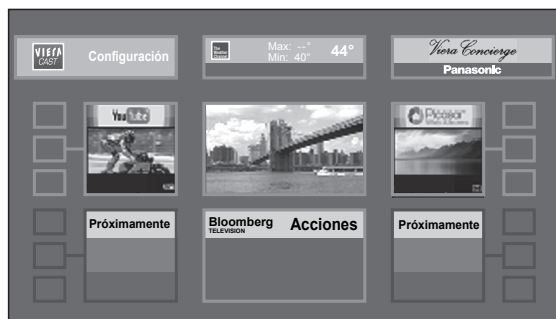 VIERA
CAST
Configuración
The
Weather
Channel
Max: --°
Min: 40°
44°
Viera Concierge
Panasonic
YouTube
Picasa
Próximamente
Bloomberg
TELEVISION
Acciones
Próximamente